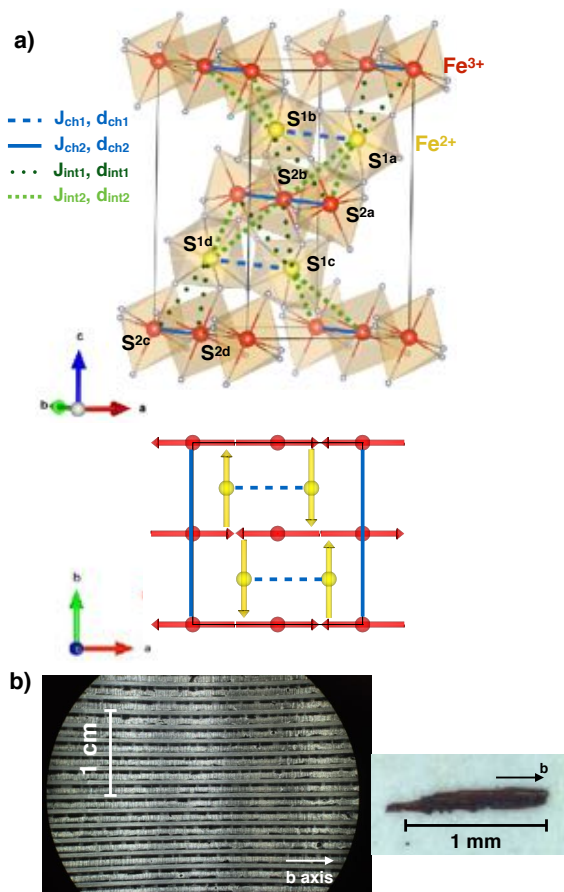 a)
Fe³⁺
J_ch1, d_ch1
J_ch2, d_ch2
J_int1, d_int1
J_int2, d_int2
S¹ᵇ
S¹ᵃ
Fe²⁺
S²ᵇ
S²ᵃ
S¹ᵈ
S¹ᶜ
S²ᶜ
S²ᵈ
c
b
a
b
a
b)
1 cm
b axis
b
1 mm